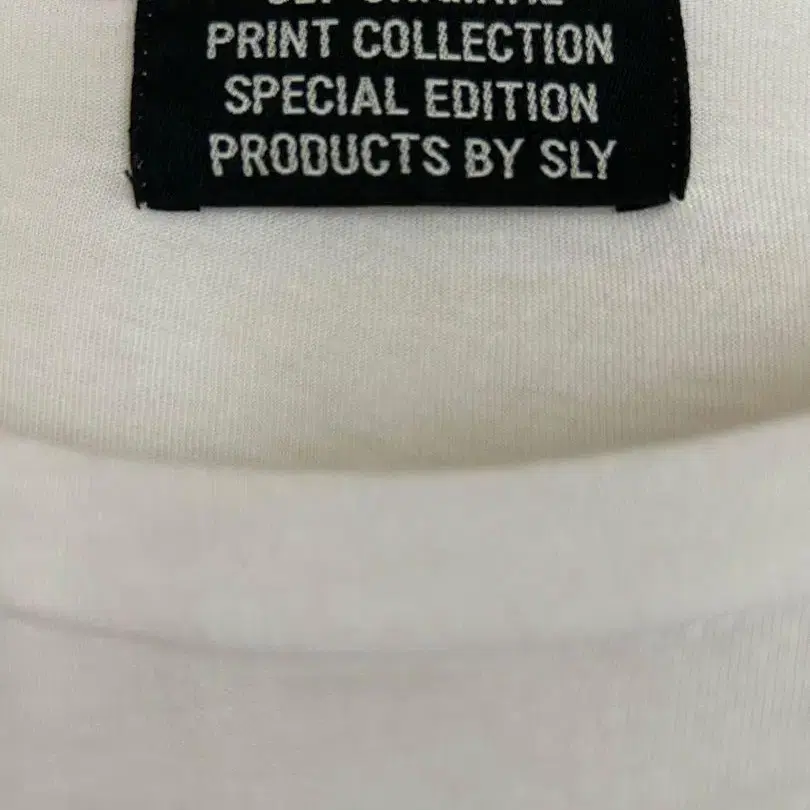 PRINT COLLECTION
SPECIAL EDITION
PRODUCTS BY SLY